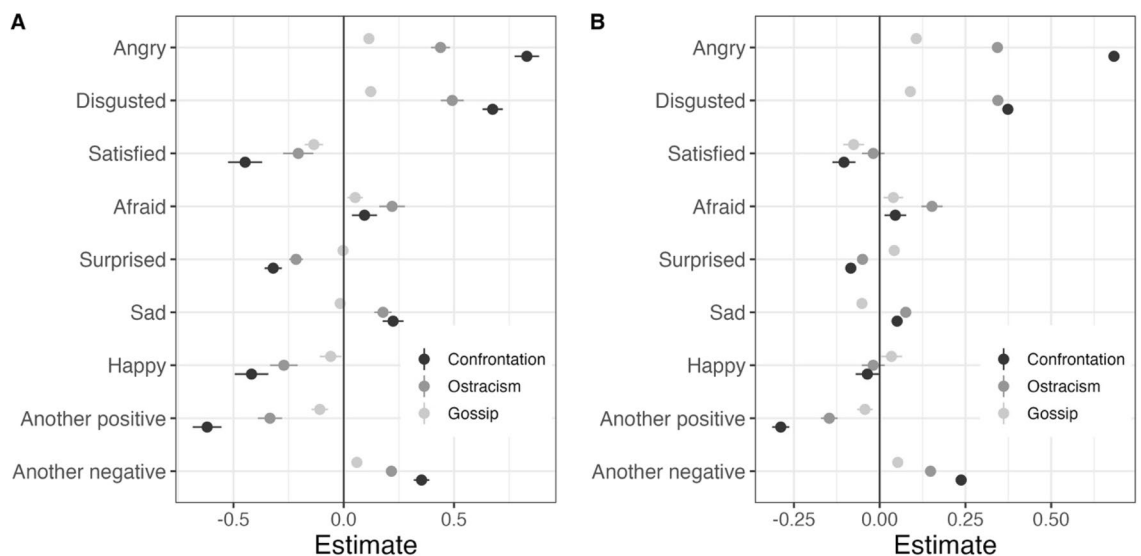 A
Angry
Disgusted
Satisfied
Afraid
Surprised
Sad
Happy
Another positive
Another negative
Confrontation
Ostracism
Gossip
-0.5 0.0 0.5
Estimate
B
Angry
Disgusted
Satisfied
Afraid
Surprised
Sad
Happy
Another positive
Another negative
Confrontation
Ostracism
Gossip
-0.25 0.00 0.25 0.50
Estimate